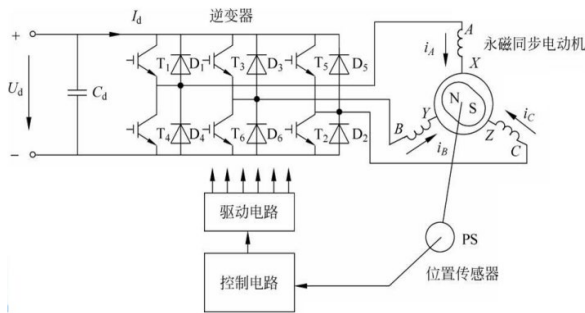 逆变器
I_d
+
U_d
C_d
−
T_1 D_1 T_3 D_3 T_5 D_5
T_4 D_4 T_6 D_6 T_2 D_2
A
i_A
X
永磁同步电动机
N S
B Y
i_B
Z C
i_C
驱动电路
控制电路
PS
位置传感器